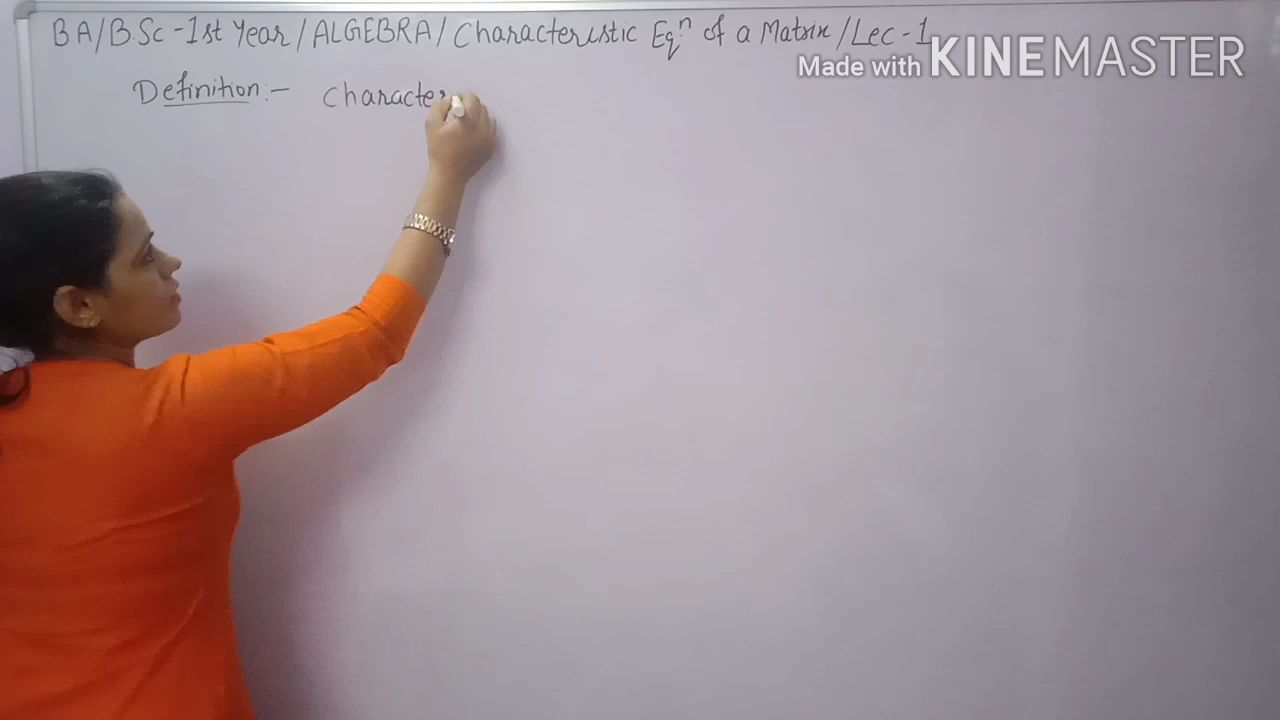 BA/B.Sc-1st Year/ALGEBRA/Characteristic Eqⁿ of a Matrix/Lec-1
Made with KINEMASTER
Definition:- Character